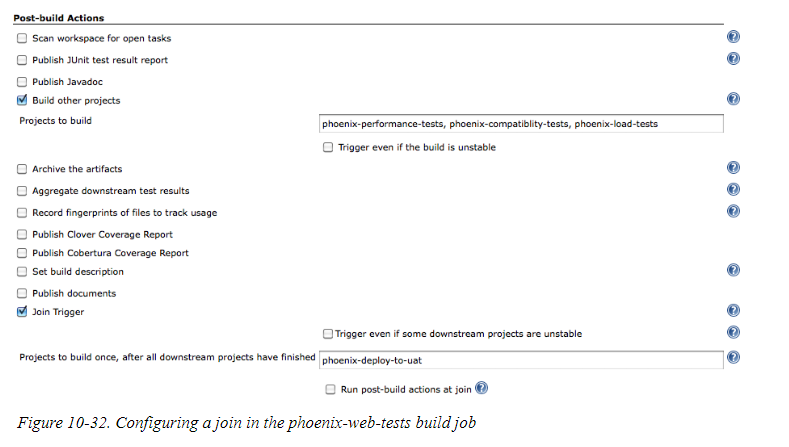 Post-build Actions
Scan workspace for open tasks
Publish JUnit test result report
Publish Javadoc
Build other projects
Projects to build
phoenix-performance-tests, phoenix-compatiblity-tests, phoenix-load-tests
Trigger even if the build is unstable
Archive the artifacts
Aggregate downstream test results
Record fingerprints of files to track usage
Publish Clover Coverage Report
Publish Cobertura Coverage Report
Set build description
Publish documents
Join Trigger
Trigger even if some downstream projects are unstable
Projects to build once, after all downstream projects have finished phoenix-deploy-to-uat
Run post-build actions at join
Figure 10-32. Configuring a join in the phoenix-web-tests build job